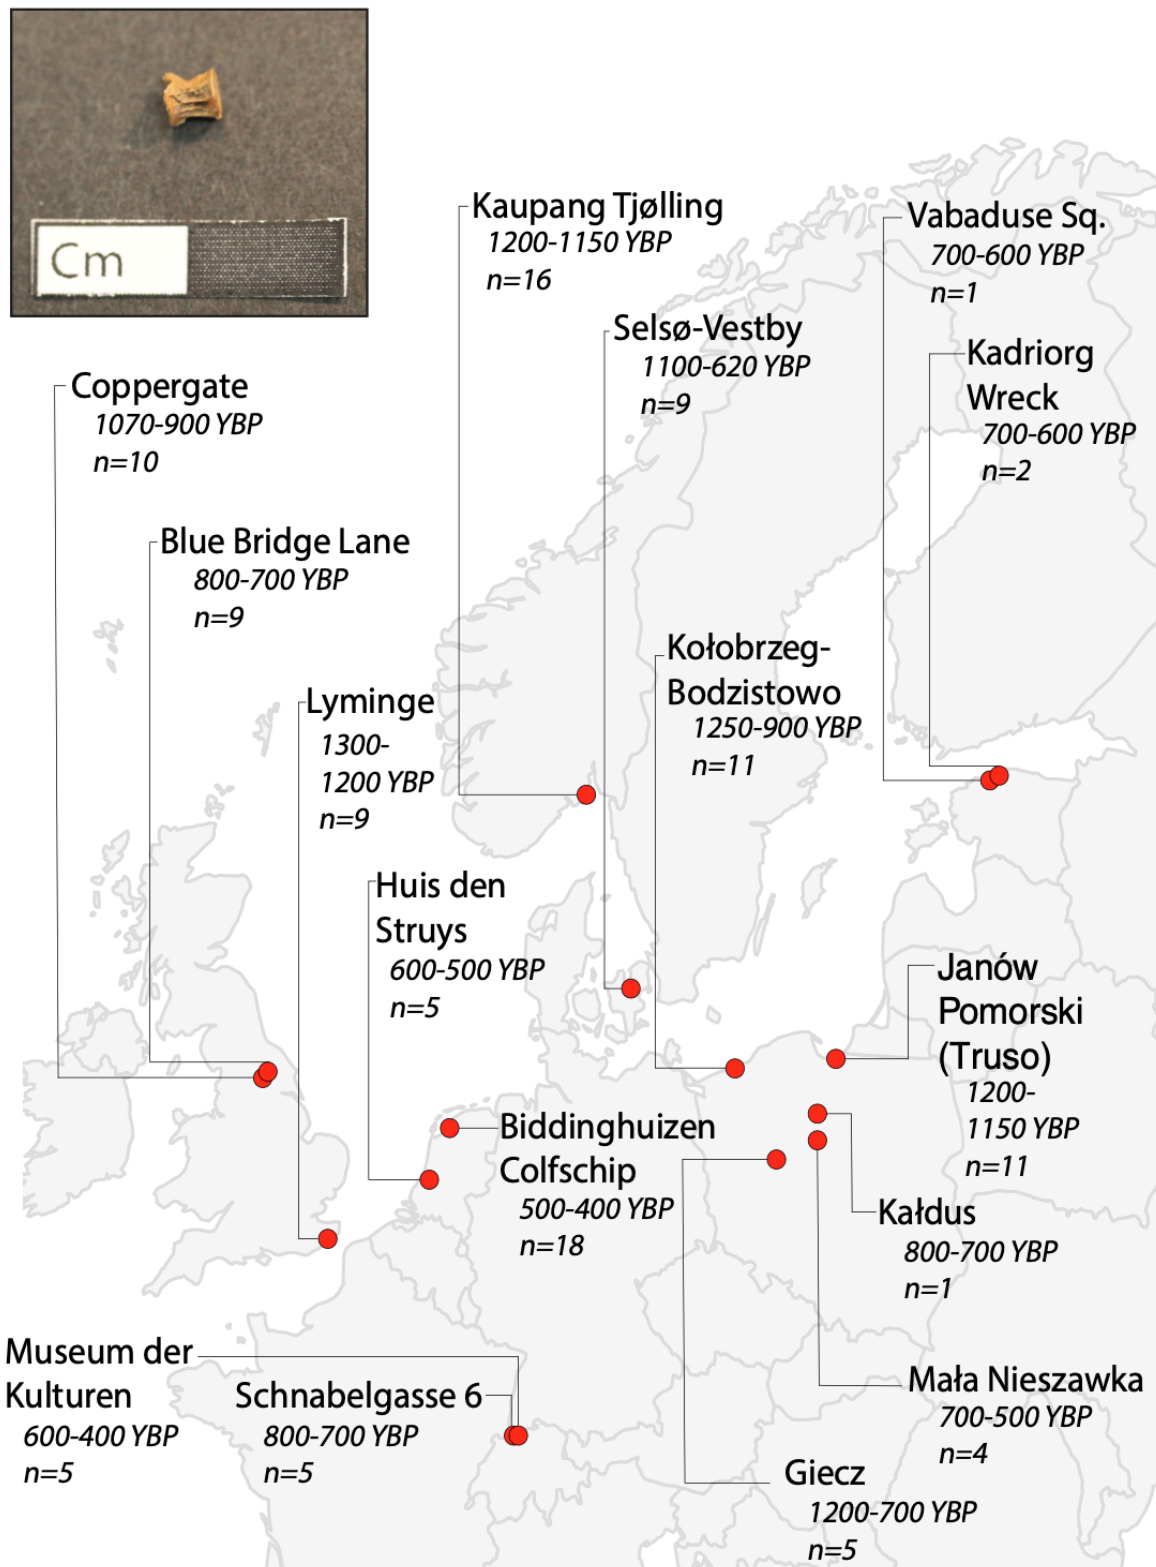 Cm
Kaupang Tjølling
1200-1150 YBP
n=16
Vabaduse Sq.
700-600 YBP
n=1
Selsø-Vestby
1100-620 YBP
n=9
Kadriorg
Wreck
700-600 YBP
n=2
Coppergate
1070-900 YBP
n=10
Blue Bridge Lane
800-700 YBP
n=9
Kołobrzeg-
Bodzistowo
1250-900 YBP
n=11
Lyminge
1300-
1200 YBP
n=9
Huis den
Struys
600-500 YBP
n=5
Janów
Pomorski
(Truso)
1200-
1150 YBP
n=11
Biddinghuizen
Colfschip
500-400 YBP
n=18
Kałdus
800-700 YBP
n=1
Museum der
Kulturen
600-400 YBP
n=5
Schnabelgasse 6
800-700 YBP
n=5
Mała Nieszawka
700-500 YBP
n=4
Giecz
1200-700 YBP
n=5